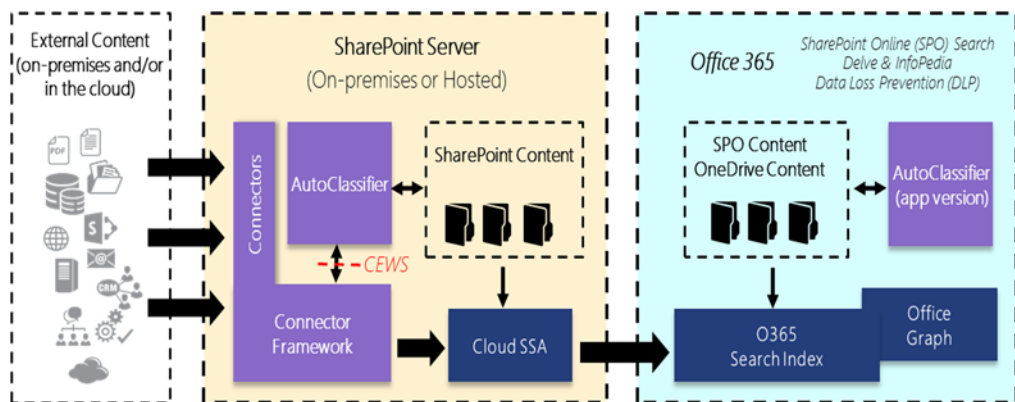 External Content
(on-premises and/or
in the cloud)
PDF
S
@
CRM
SharePoint Server
(On-premises or Hosted)
Connectors
AutoClassifier
SharePoint Content
CEWS
Connector
Framework
Cloud SSA
Office 365
SharePoint Online (SPO) Search
Delve & InfoPedia
Data Loss Prevention (DLP)
SPO Content
OneDrive Content
AutoClassifier
(app version)
O365
Search Index
Office
Graph